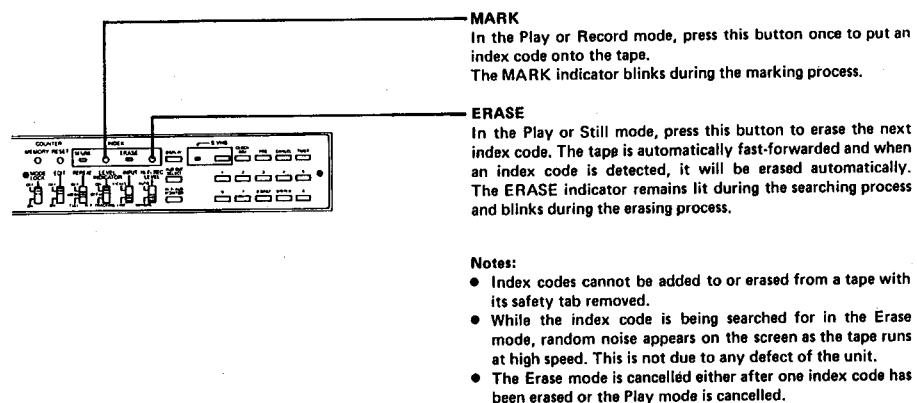 MARK
In the Play or Record mode, press this button once to put an
index code onto the tape.
The MARK indicator blinks during the marking process.
ERASE
In the Play or Still mode, press this button to erase the next
index code. The tape is automatically fast-forwarded and when
an index code is detected, it will be erased automatically.
The ERASE indicator remains lit during the searching process
and blinks during the erasing process.
COUNTER INDEX
MEMORY RESET MARK ERASE DISPLAY S VHS
MODE LOCK EDIT REPEAT LEVEL INDICATOR INPUT REC LEVEL
Notes:
● Index codes cannot be added to or erased from a tape with
its safety tab removed.
● While the index code is being searched for in the Erase
mode, random noise appears on the screen as the tape runs
at high speed. This is not due to any defect of the unit.
● The Erase mode is cancelled either after one index code has
been erased or the Play mode is cancelled.